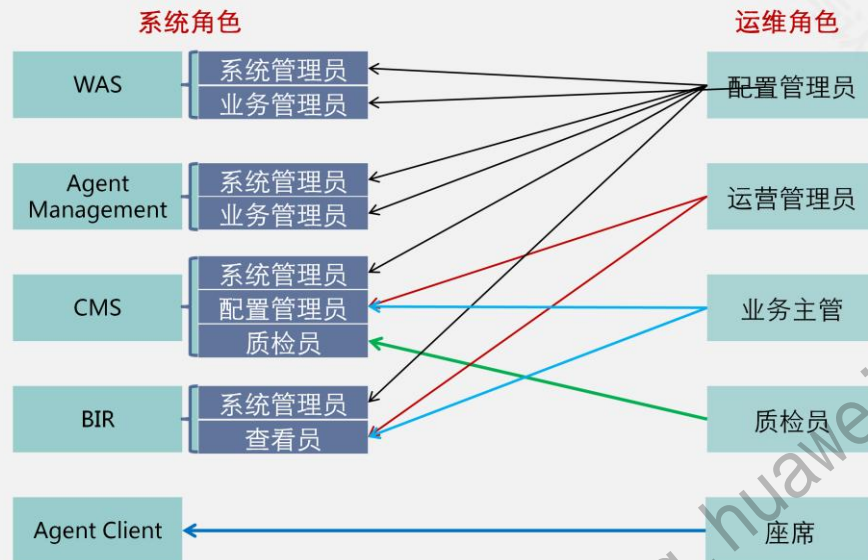 系统角色
运维角色
WAS
系统管理员
业务管理员
配置管理员
Agent
Management
系统管理员
业务管理员
运营管理员
CMS
系统管理员
配置管理员
质检员
业务主管
BIR
系统管理员
查看员
质检员
Agent Client
座席
huawei